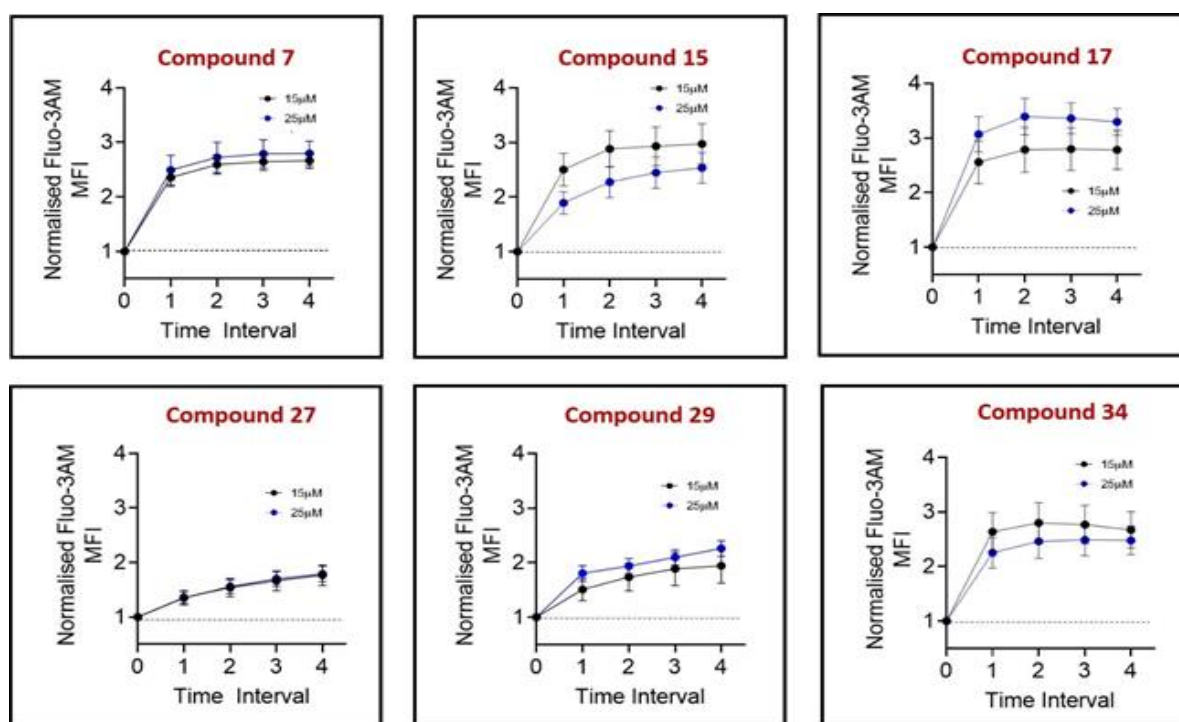 Compound 7
Normalised Fluo-3AM
MFI
4
3
2
1
15µM
25µM
0 1 2 3 4
Time Interval
Compound 15
Normalised Fluo-3AM
MFI
4
3
2
1
15µM
25µM
0 1 2 3 4
Time Interval
Compound 17
Normalised Fluo-3AM
MFI
4
3
2
1
15µM
25µM
0 1 2 3 4
Time Interval
Compound 27
Normalised Fluo-3AM
MFI
4
3
2
1
15µM
25µM
0 1 2 3 4
Time Interval
Compound 29
Normalised Fluo-3AM
MFI
4
3
2
1
15µM
25µM
0 1 2 3 4
Time Interval
Compound 34
Normalised Fluo-3AM
MFI
4
3
2
1
15µM
25µM
0 1 2 3 4
Time Interval